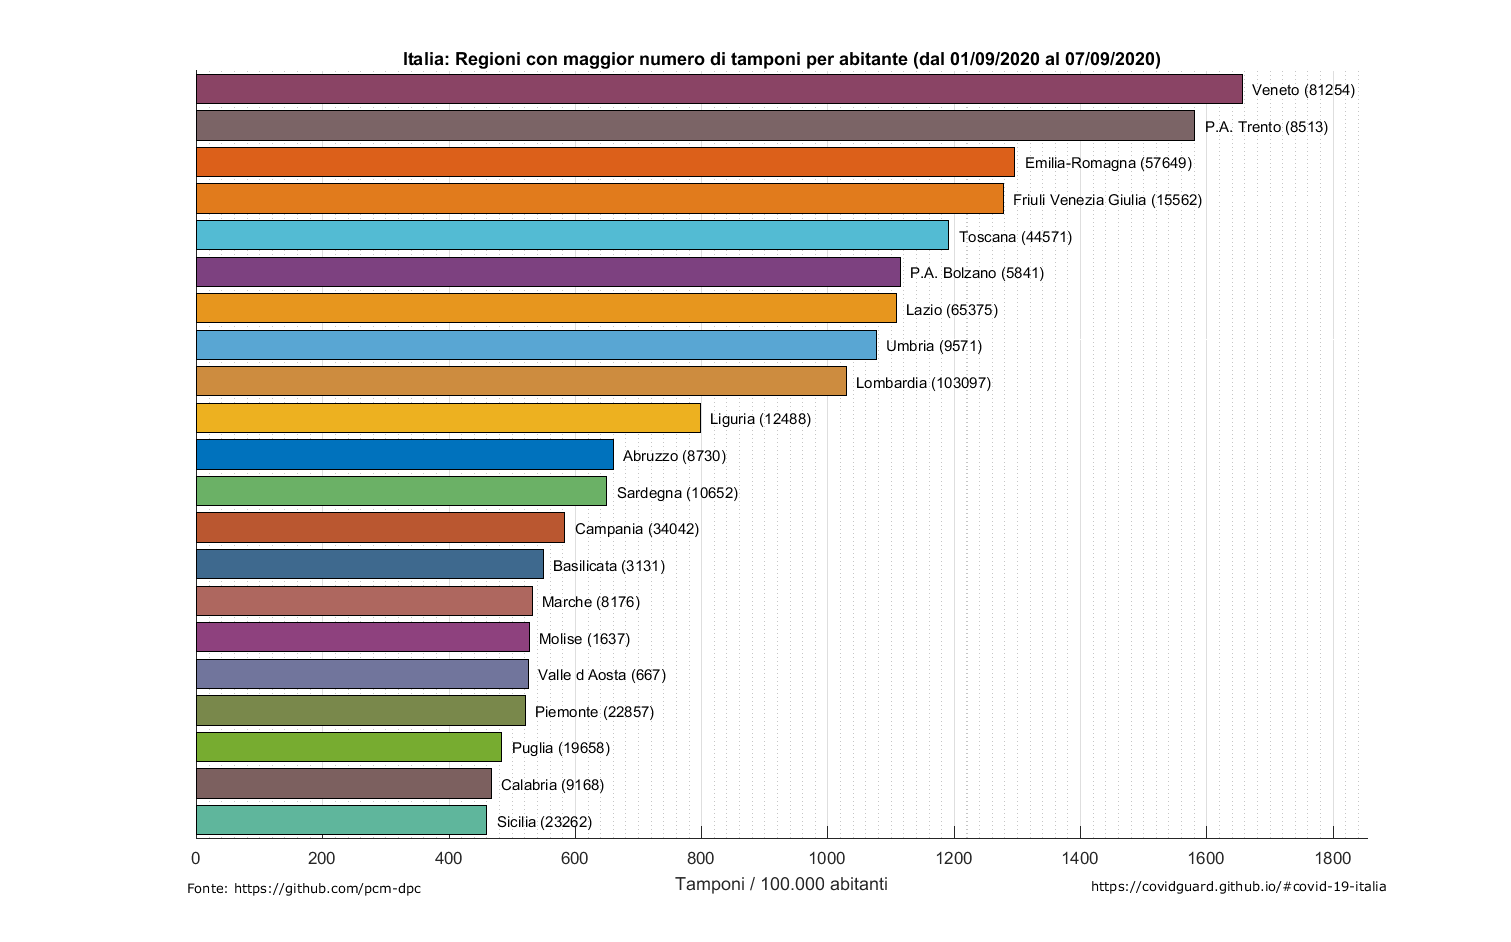 Italia: Regioni con maggior numero di tamponi per abitante (dal 01/09/2020 al 07/09/2020)
Veneto (81254)
P.A. Trento (8513)
Emilia-Romagna (57649)
Friuli Venezia Giulia (15562)
Toscana (44571)
P.A. Bolzano (5841)
Lazio (65375)
Umbria (9571)
Lombardia (103097)
Liguria (12488)
Abruzzo (8730)
Sardegna (10652)
Campania (34042)
Basilicata (3131)
Marche (8176)
Molise (1637)
Valle d Aosta (667)
Piemonte (22857)
Puglia (19658)
Calabria (9168)
Sicilia (23262)
0 200 400 600 800 1000 1200 1400 1600 1800
Tamponi / 100.000 abitanti
Fonte: https://github.com/pcm-dpc
https://covidguard.github.io/#covid-19-italia